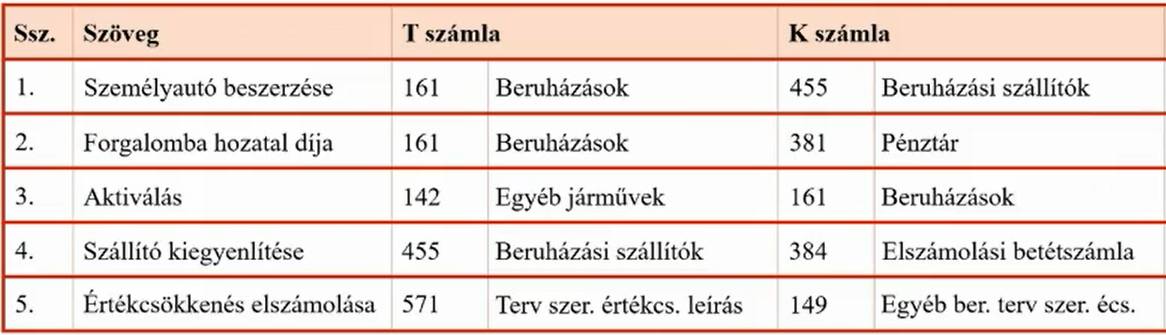 Ssz. Szöveg T számla K számla
1. Személyautó beszerzése 161 Beruházások 455 Beruházási szállítók
2. Forgalomba hozatal díja 161 Beruházások 381 Pénztár
3. Aktiválás 142 Egyéb járművek 161 Beruházások
4. Szállító kiegyenlítése 455 Beruházási szállítók 384 Elszámolási betétszámla
5. Értékcsökkenés elszámolása 571 Terv szer. értékcs. leírás 149 Egyéb ber. terv szer. écs.